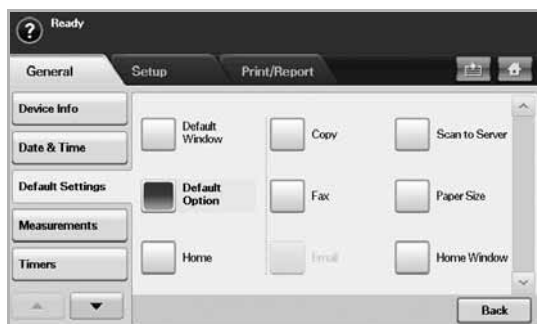 ?
Ready
General
Setup
Print/Report
Device Info
Date & Time
Default Settings
Measurements
Timers
Default
Window
Copy
Scan to Server
Default
Option
Fax
Paper Size
Home
Email
Home Window
Back